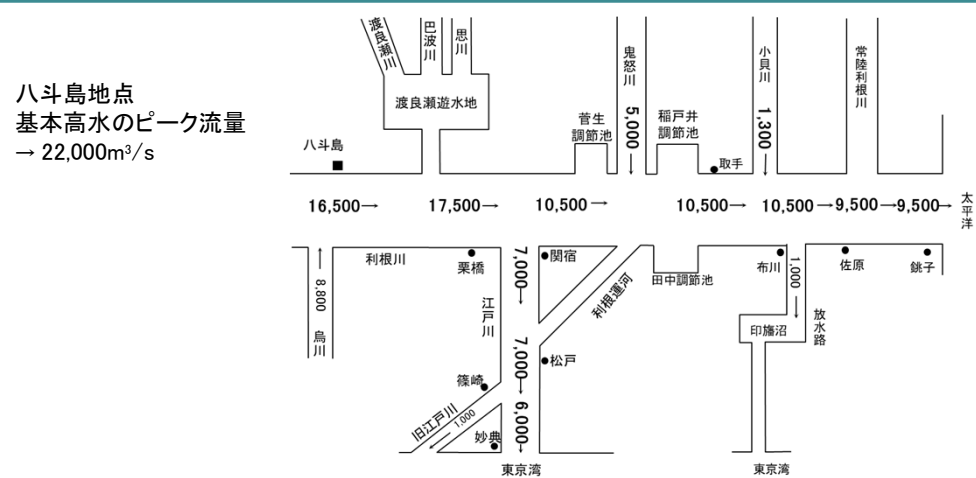 八斗島地点
基本高水のピーク流量
→ 22,000m³/s
渡良瀬川
巴波川
思川
渡良瀬遊水地
八斗島
菅生
調節池
鬼怒川
5,000→
稲戸井
調節池
取手
小貝川
1,300→
常陸利根川
16,500→
17,500→
10,500→
10,500→
10,500→
9,500→
9,500→
太平洋
利根川
栗橋
8,800→
烏川
江戸川
7,000→
関宿
利根運河
田中調節池
布川
1,000→
佐原
銚子
印旛沼
放水路
7,000→
松戸
篠崎
旧江戸川
1,000
妙典
6,000→
東京湾
東京湾